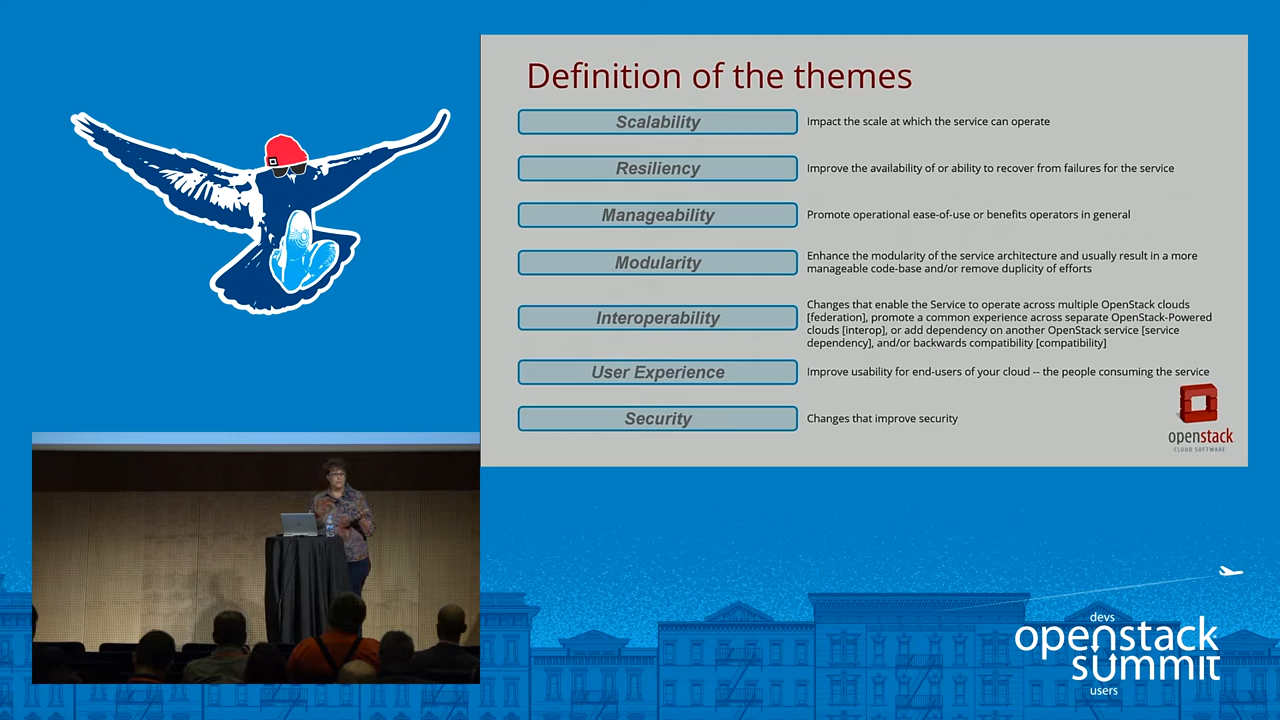 Definition of the themes
Scalability
Impact the scale at which the service can operate
Resiliency
Improve the availability of or ability to recover from failures for the service
Manageability
Promote operational ease-of-use or benefits operators in general
Modularity
Enhance the modularity of the service architecture and usually result in a more
manageable code-base and/or remove duplicity of efforts
Interoperability
Changes that enable the Service to operate across multiple OpenStack clouds
[federation], promote a common experience across separate OpenStack-Powered
clouds [interop], or add dependency on another OpenStack service [service
dependency], and/or backwards compatibility [compatibility]
User Experience
Improve usability for end-users of your cloud -- the people consuming the service
Security
Changes that improve security
openstack
CLOUD SOFTWARE
devs
openstack
summit
users